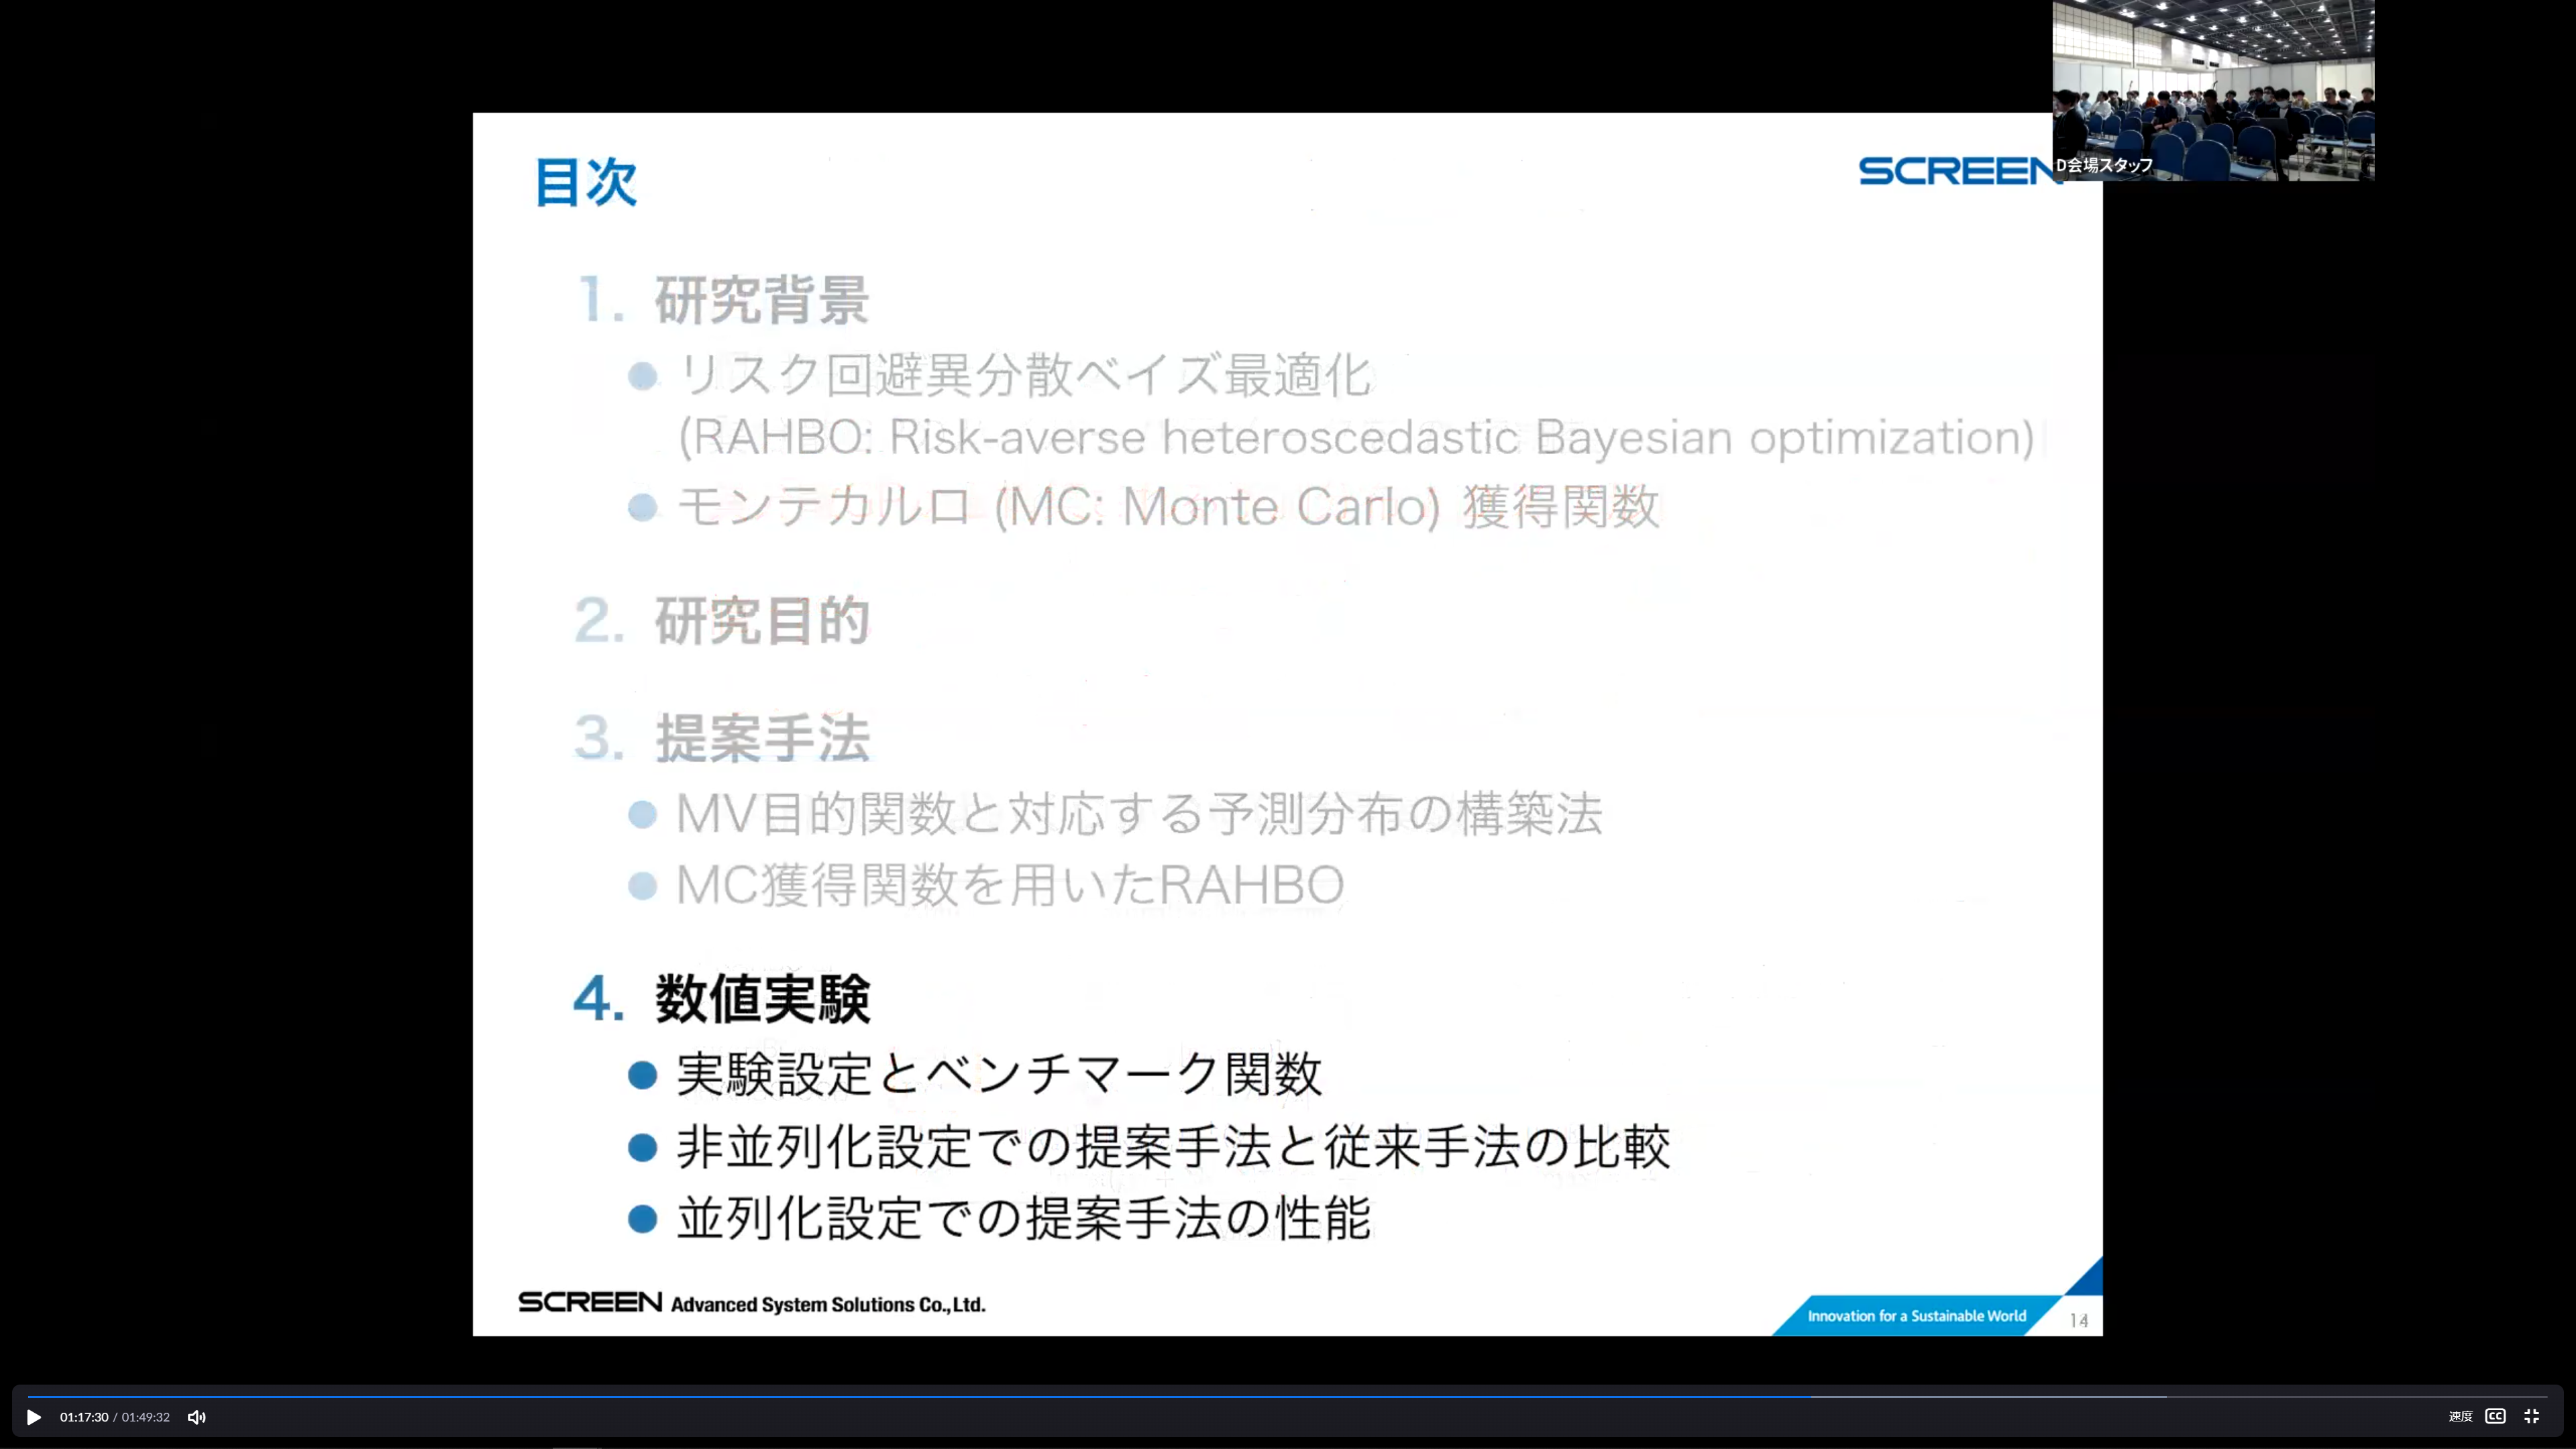 目次
SCREEN
D会場スタッフ
1. 研究背景
リスク回避異分散ベイズ最適化
(RAHBO: Risk-averse heteroscedastic Bayesian optimization)
モンテカルロ (MC: Monte Carlo) 獲得関数
2. 研究目的
3. 提案手法
MV目的関数と対応する予測分布の構築法
MC獲得関数を用いたRAHBO
4. 数値実験
実験設定とベンチマーク関数
非並列化設定での提案手法と従来手法の比較
並列化設定での提案手法の性能
SCREEN Advanced System Solutions Co., Ltd.
Innovation for a Sustainable World
14
01:17:30 / 01:49:32
速度
CC